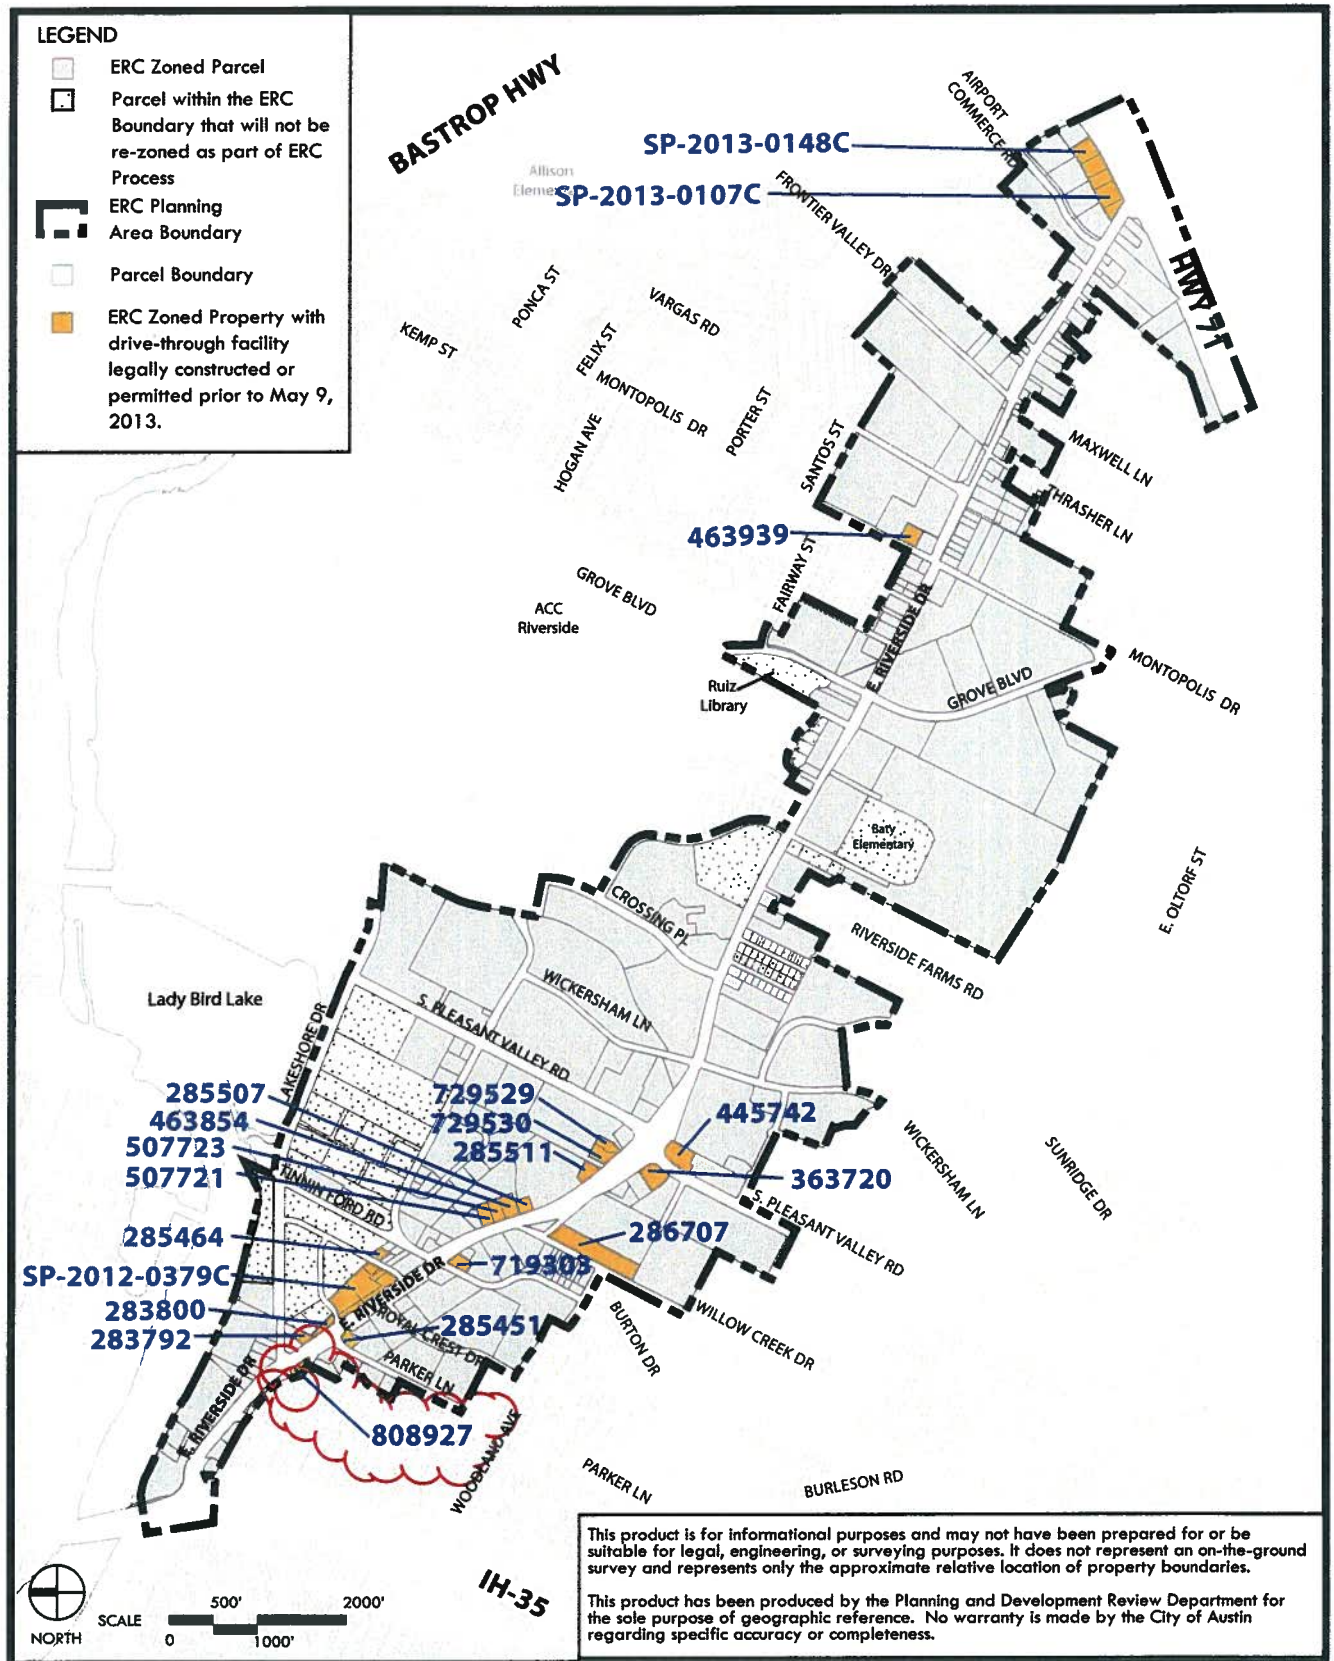 LEGEND
ERC Zoned Parcel
Parcel within the ERC
Boundary that will not be
re-zoned as part of ERC
Process
ERC Planning
Area Boundary
Parcel Boundary
ERC Zoned Property with
drive-through facility
legally constructed or
permitted prior to May 9,
2013.
BASTROP HWY
AIRPORT
COMMERCE RD
SP-2013-0148C
Allison
SP-2013-0107C
FRONTIER VALLEY DR
HWY 71
PONCA ST
VARGAS RD
KEMP ST
FELIX ST
MONTOPOLIS DR
PORTER ST
HOGAN AVE
SANTOS ST
MAXWELL LN
THRASHER LN
463939
FAIRWAY ST
GROVE BLVD
ACC
Riverside
E. RIVERSIDE DR
MONTOPOLIS DR
GROVE BLVD
Ruiz
Library
Baty
Elementary
E. OLTORF ST
CROSSING PL
RIVERSIDE FARMS RD
WICKERSHAM LN
Lady Bird Lake
S. PLEASANT VALLEY RD
LAKESHORE DR
285507
463854
507723
507721
729529
729530
285511
445742
363720
WICKERSHAM LN
SUNRIDGE DR
TINNIN FORD RD
S. PLEASANT VALLEY RD
285464
286707
SP-2012-0379C
719303
E. RIVERSIDE DR
283800
283792
ROYAL CREST DR
285451
BURTON DR
WILLOW CREEK DR
PARKER LN
E. RIVERSIDE DR
808927
WOODLAND AVE
PARKER LN
BURLESON RD
IH-35
NORTH
SCALE
500'
2000'
0
1000'
This product is for informational purposes and may not have been prepared for or be
suitable for legal, engineering, or surveying purposes. It does not represent an on-the-ground
survey and represents only the approximate relative location of property boundaries.
This product has been produced by the Planning and Development Review Department for
the sole purpose of geographic reference. No warranty is made by the City of Austin
regarding specific accuracy or completeness.